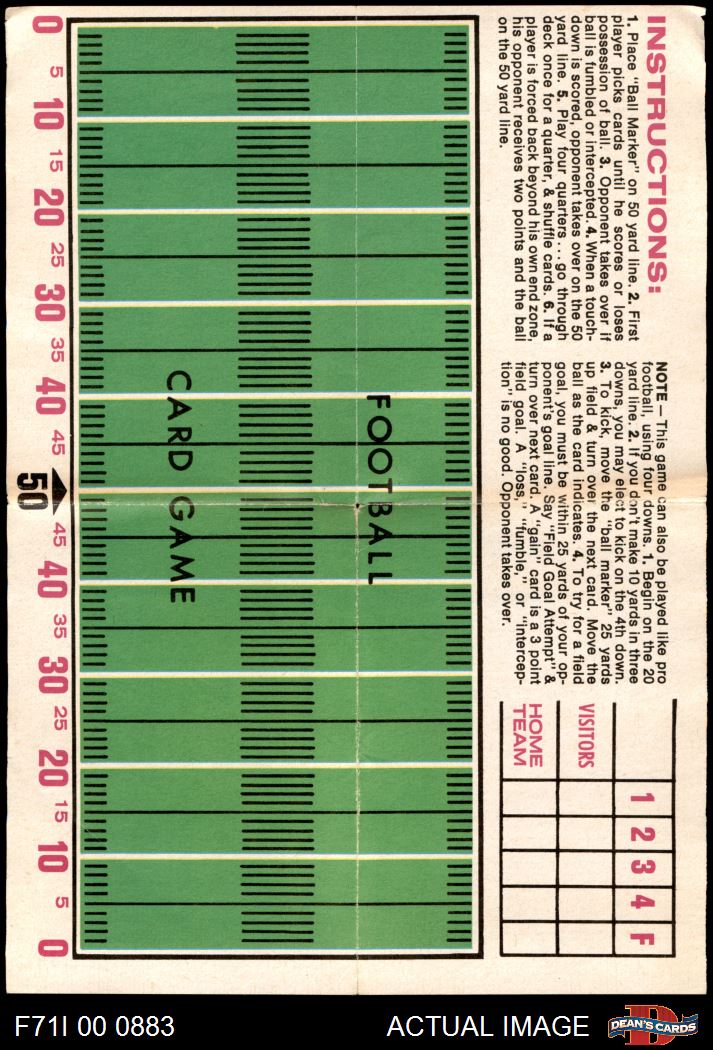 INSTRUCTIONS:
1. Place "Ball Marker" on 50 yard line. 2. First
player picks cards until he scores or loses
possession of ball. 3. Opponent takes over if
ball is fumbled or intercepted. 4. When a touch-
down is scored, opponent takes over on the 50
yard line. 5. Play four quarters . . . go through
deck once for a quarter, & shuffle cards. 6. If a
player is forced back beyond his own end zone,
his opponent receives two points and the ball
on the 50 yard line.
NOTE — This game can also be played like pro
football, using four downs. 1. Begin on the 20
yard line. 2. If you don't make 10 yards in three
downs, you may elect to kick on the 4th down.
3. To kick, move the "ball marker" 25 yards
up field & turn over the next card. Move the
ball as the card indicates. 4. To try for a field
goal, you must be within 25 yards of your op-
ponent's goal line. Say "Field Goal Attempt" &
turn over next card. A "gain" card is a 3 point
field goal. A "loss," "fumble," or "intercep-
tion" is no good. Opponent takes over.
1 2 3 4 F
VISITORS
HOME
TEAM
FOOTBALL
CARD GAME
0 5 10 15 20 25 30 35 40 45 50 45 40 35 30 25 20 15 10 5 0
F71I 00 0883
ACTUAL IMAGE
D
DEAN'S CARDS